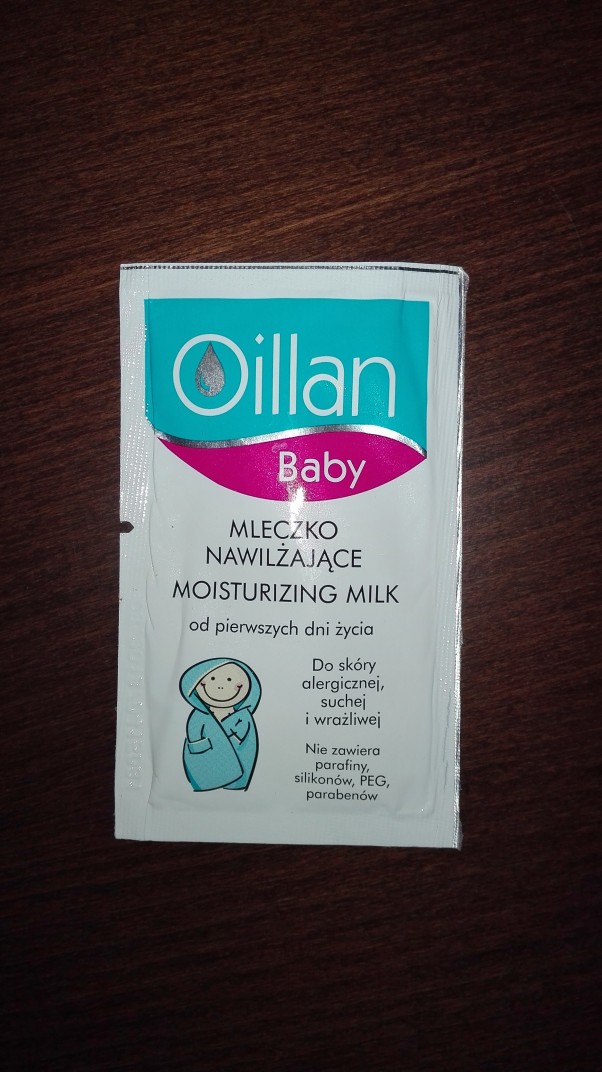 Oillan
Baby
MLECZKO
NAWILŻAJĄCE
MOISTURIZING MILK
od pierwszych dni życia
Do skóry
alergicznej,
suchej
i wrażliwej
Nie zawiera
parafiny,
silikonów, PEG,
parabenów